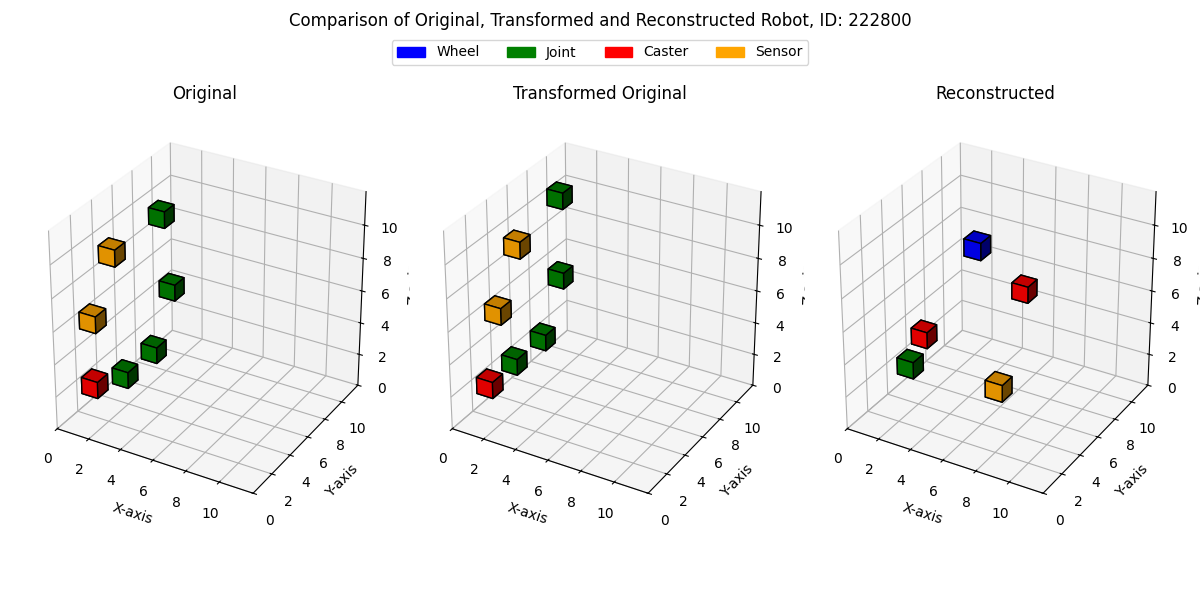 Comparison of Original, Transformed and Reconstructed Robot, ID: 222800
Wheel Joint Caster Sensor
Original
Transformed Original
Reconstructed
0 2 4 6 8 10
X-axis
0 2 4 6 8 10
Y-axis
0 2 4 6 8 10
0 2 4 6 8 10
X-axis
0 2 4 6 8 10
Y-axis
0 2 4 6 8 10
0 2 4 6 8 10
X-axis
0 2 4 6 8 10
Y-axis
0 2 4 6 8 10